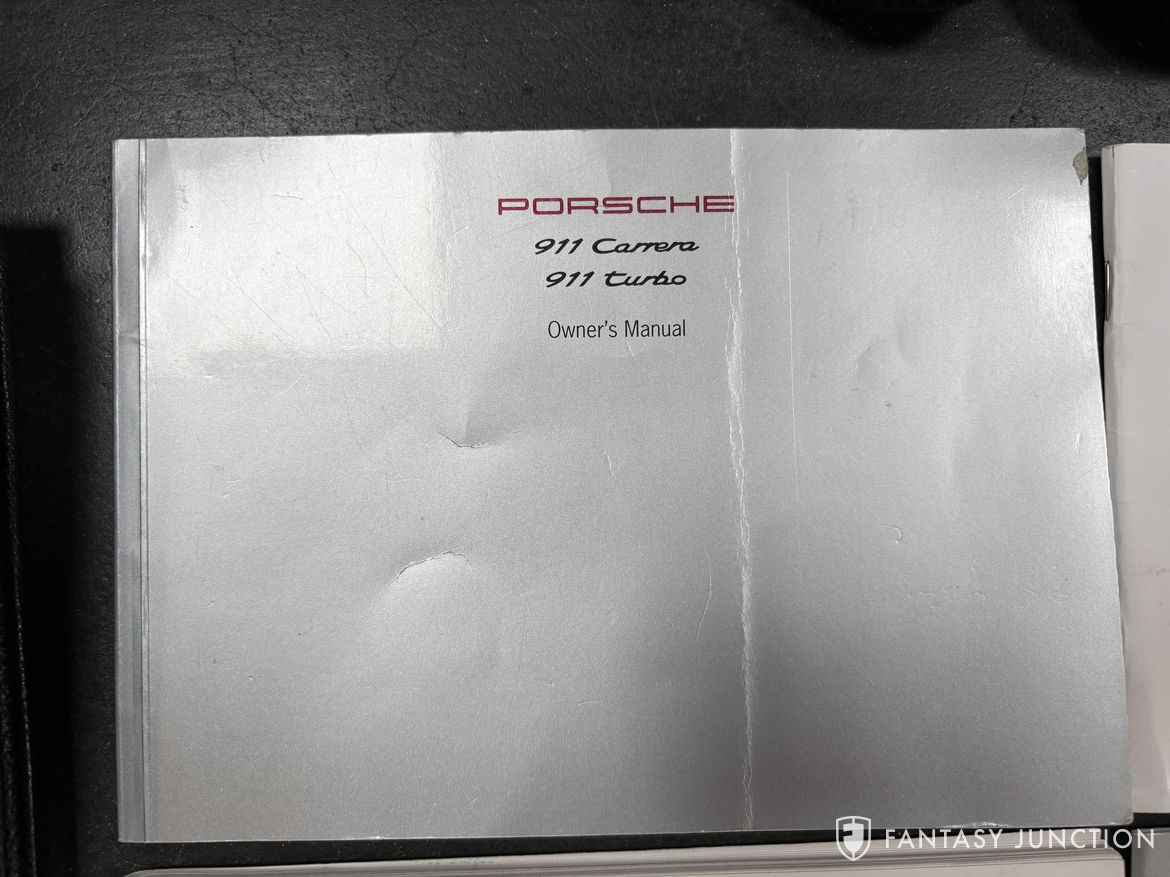 PORSCHE
911 Carrera
911 turbo
Owner's Manual
FANTASY JUNCTION